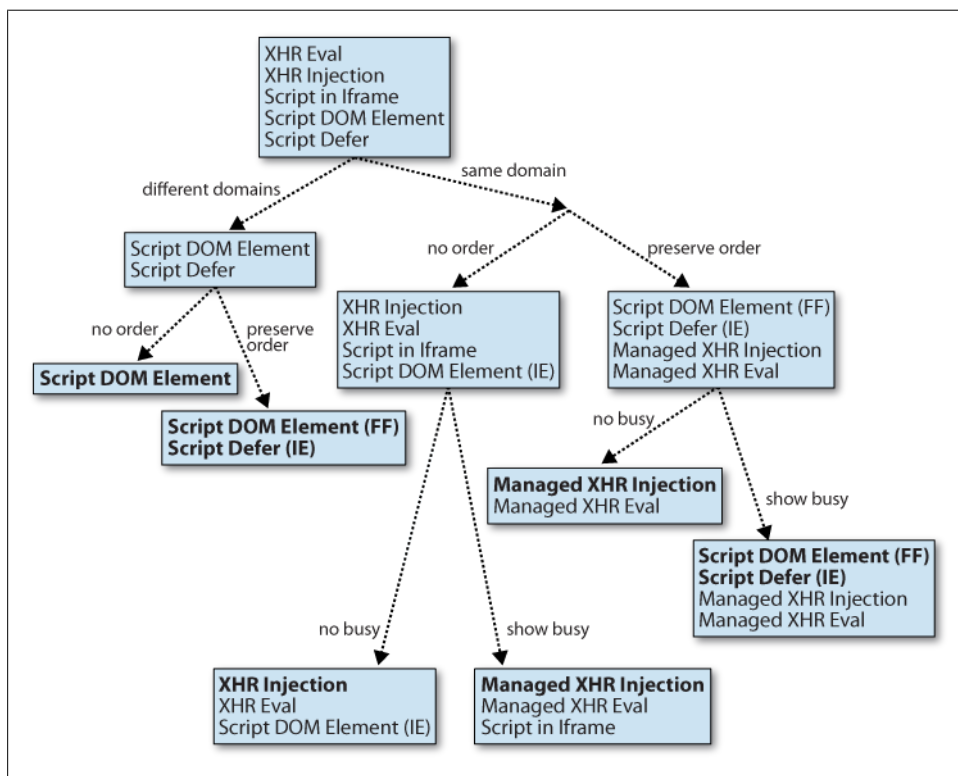 XHR Eval
XHR Injection
Script in Iframe
Script DOM Element
Script Defer
different domains
same domain
Script DOM Element
Script Defer
no order
preserve order
no order
preserve
order
Script DOM Element
Script DOM Element (FF)
Script Defer (IE)
XHR Injection
XHR Eval
Script in Iframe
Script DOM Element (IE)
Script DOM Element (FF)
Script Defer (IE)
Managed XHR Injection
Managed XHR Eval
no busy
show busy
Managed XHR Injection
Managed XHR Eval
Script DOM Element (FF)
Script Defer (IE)
Managed XHR Injection
Managed XHR Eval
no busy
show busy
XHR Injection
XHR Eval
Script DOM Element (IE)
Managed XHR Injection
Managed XHR Eval
Script in Iframe